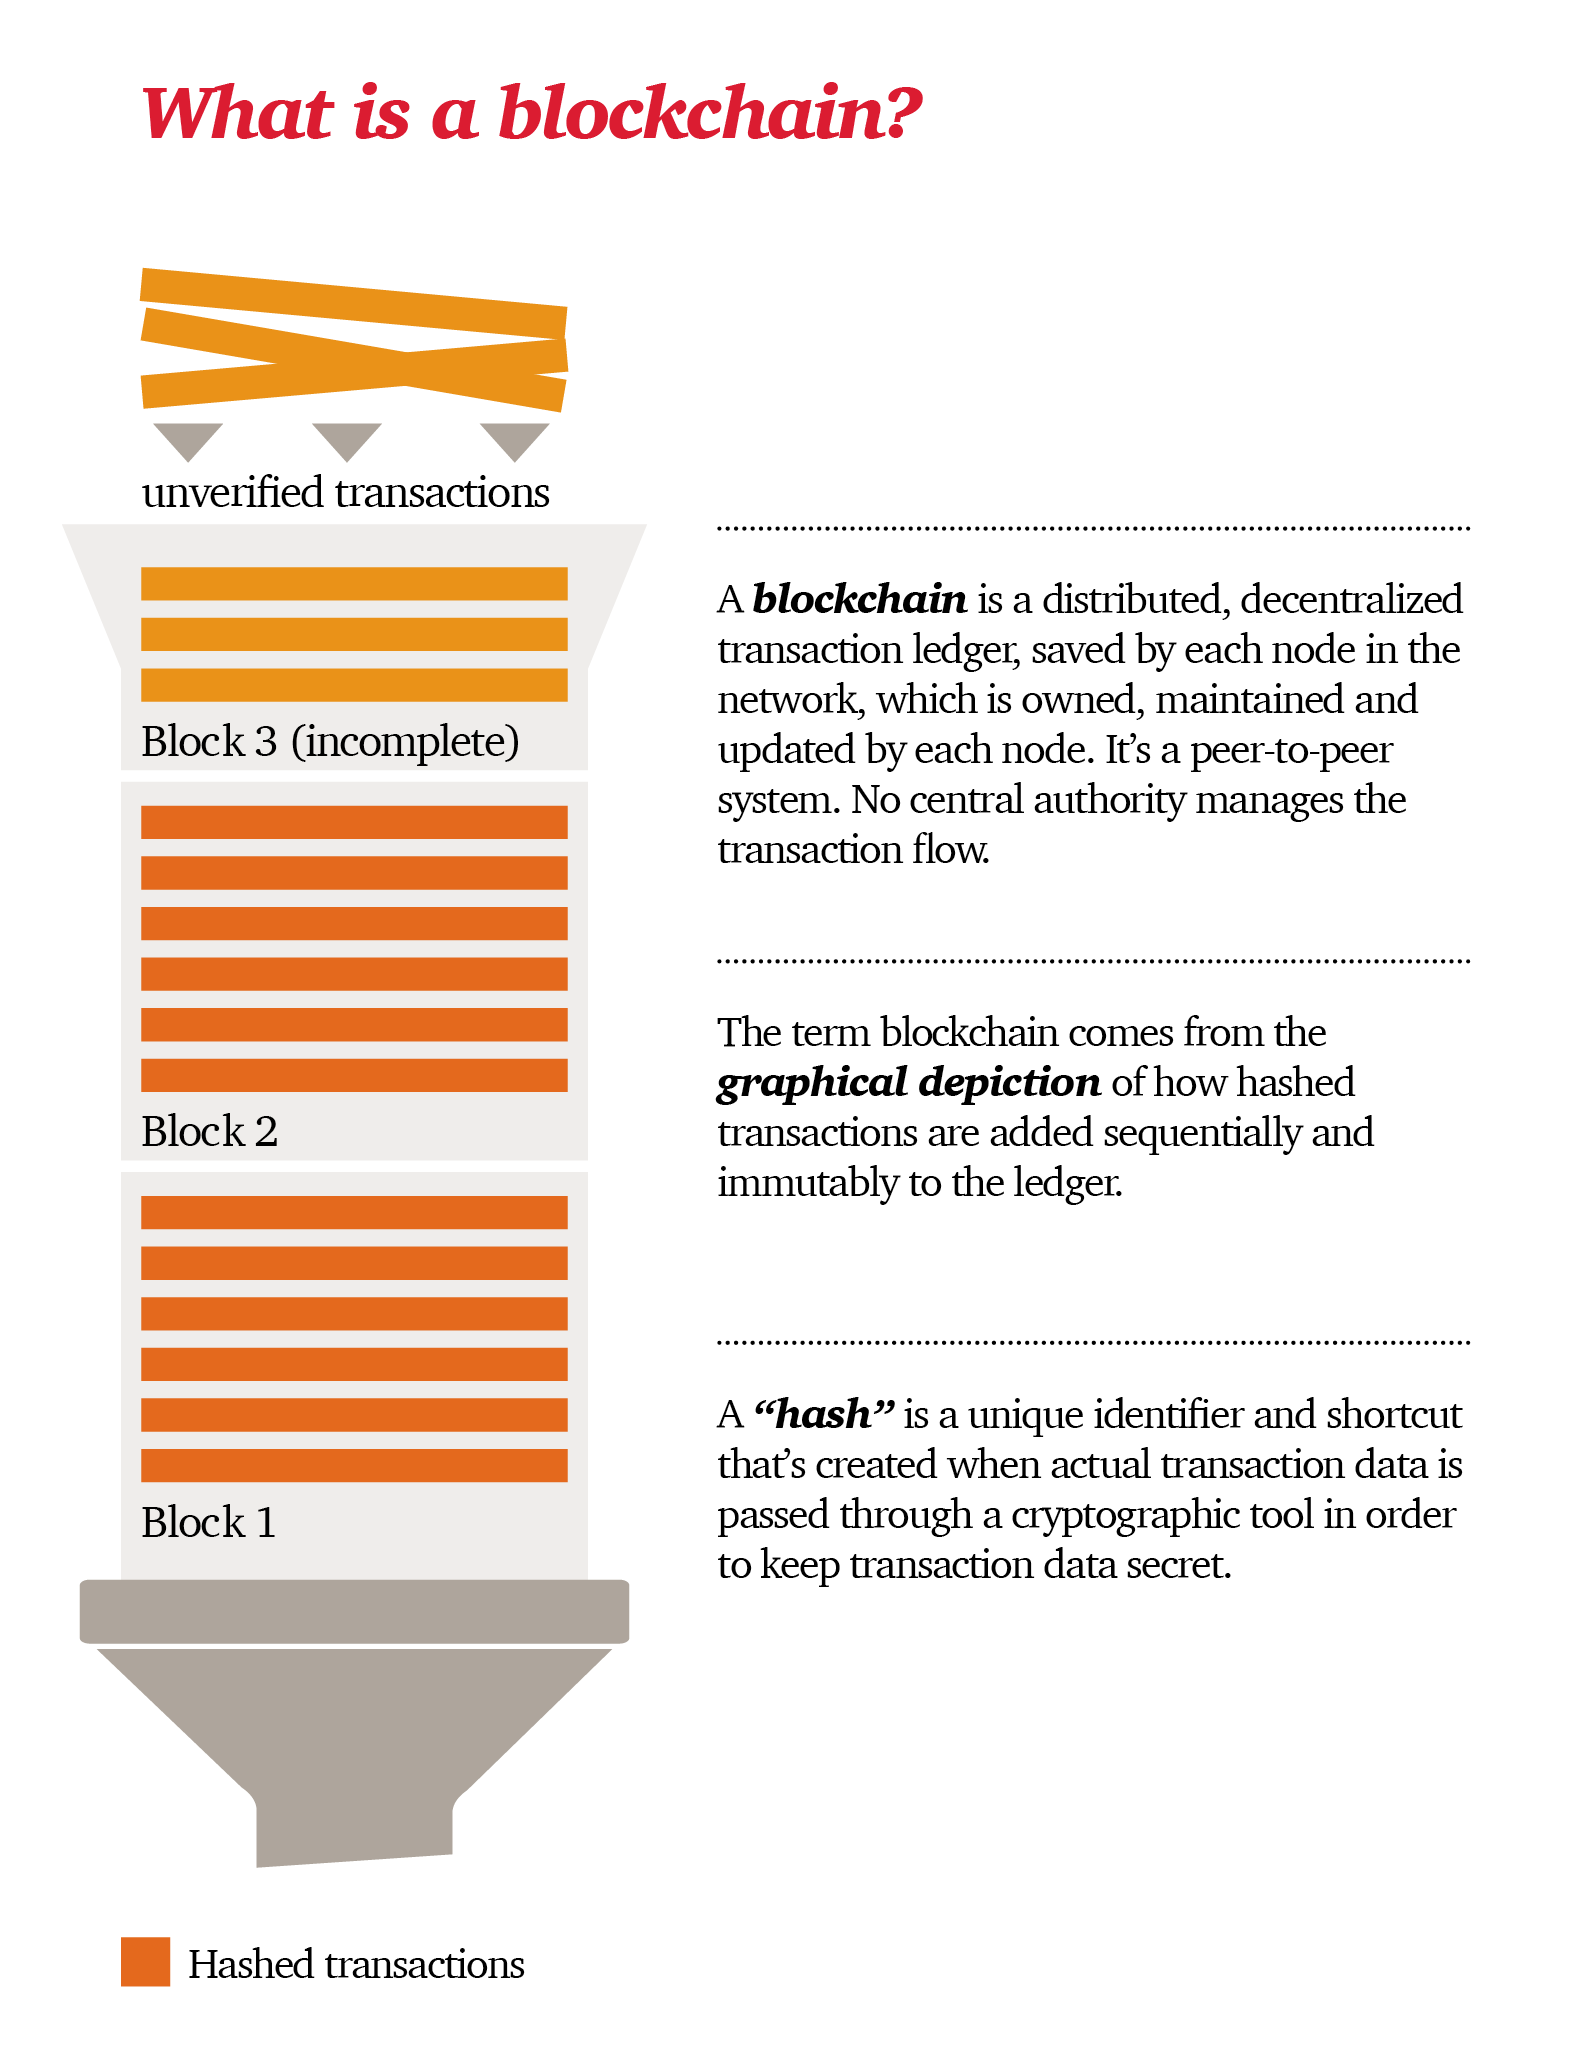 What is a blockchain?
unverified transactions
Block 3 (incomplete)
Block 2
Block 1
Hashed transactions
A blockchain is a distributed, decentralized
transaction ledger, saved by each node in the
network, which is owned, maintained and
updated by each node. It’s a peer-to-peer
system. No central authority manages the
transaction flow.
The term blockchain comes from the
graphical depiction of how hashed
transactions are added sequentially and
immutably to the ledger.
A “hash” is a unique identifier and shortcut
that’s created when actual transaction data is
passed through a cryptographic tool in order
to keep transaction data secret.